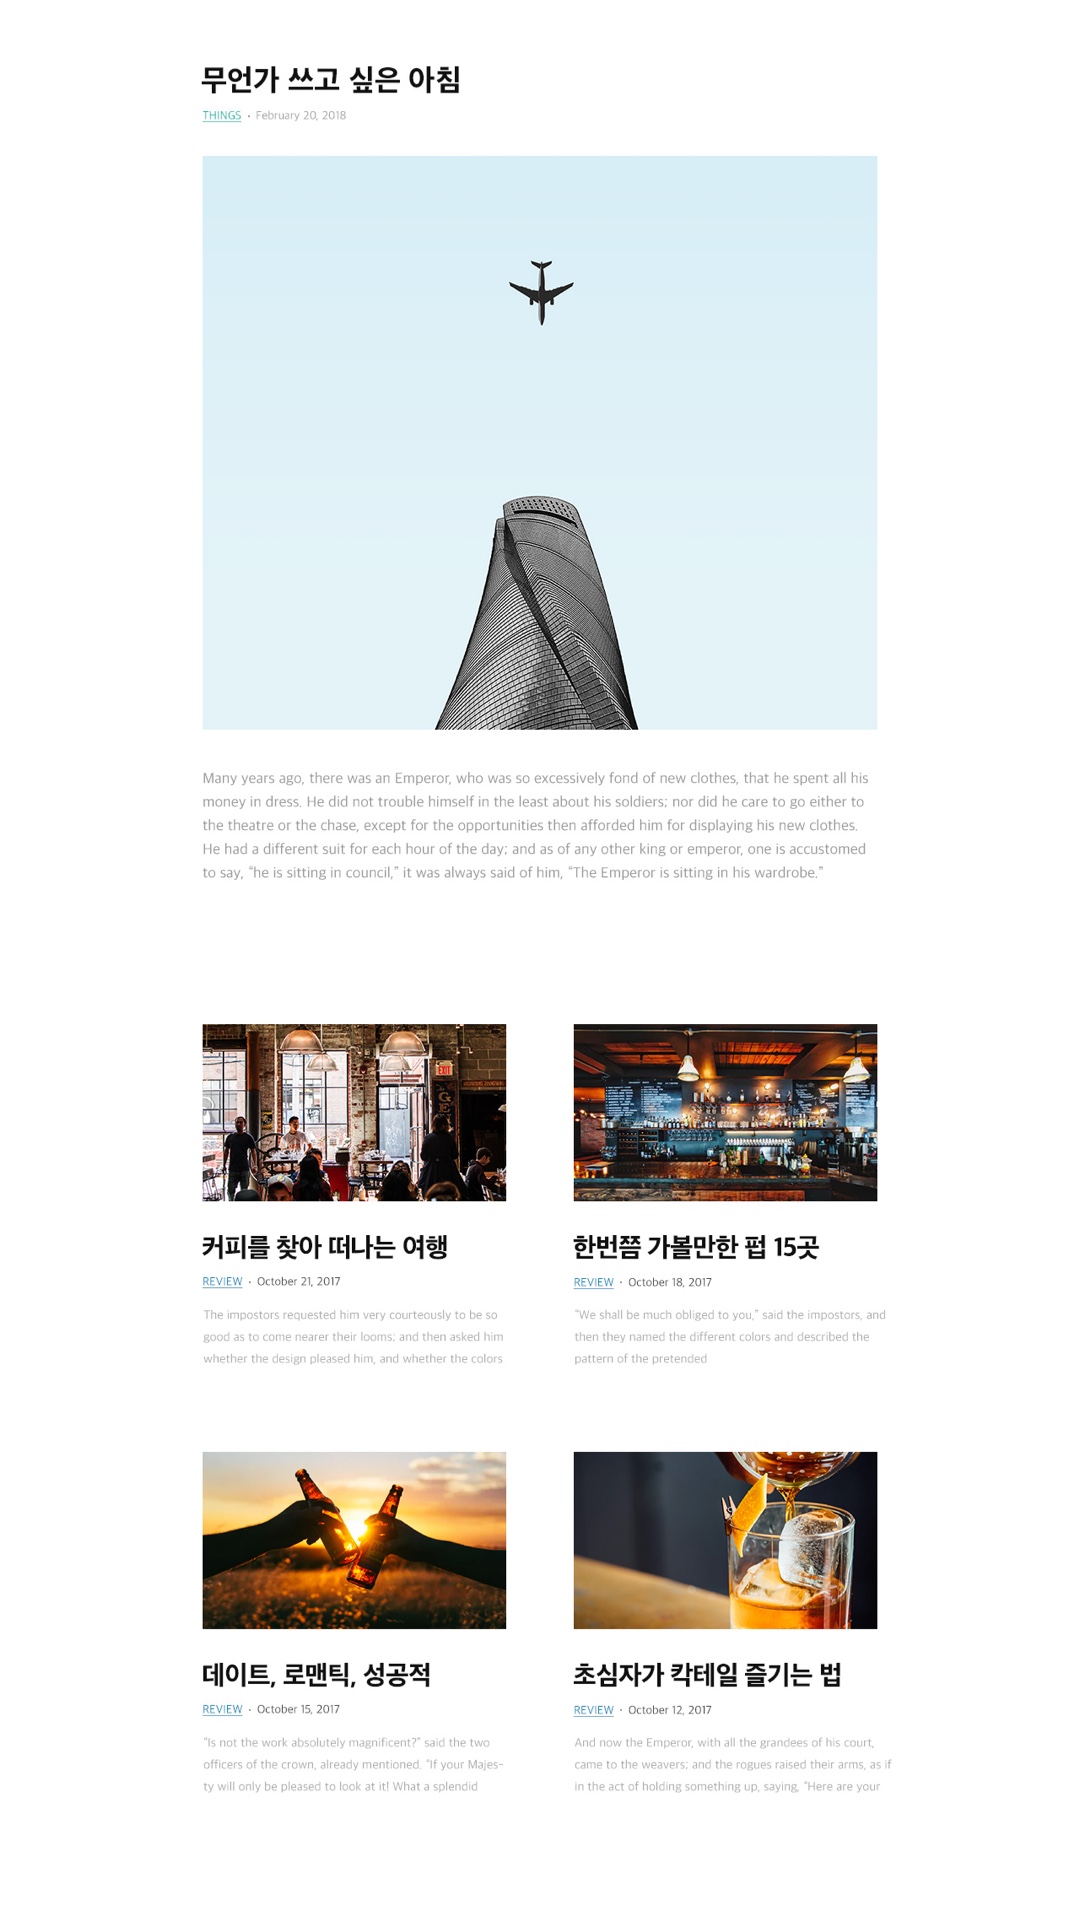 무언가 쓰고 싶은 아침
THINGS · February 20, 2018
Many years ago, there was an Emperor, who was so excessively fond of new clothes, that he spent all his
money in dress. He did not trouble himself in the least about his soldiers; nor did he care to go either to
the theatre or the chase, except for the opportunities then afforded him for displaying his new clothes.
He had a different suit for each hour of the day; and as of any other king or emperor, one is accustomed
to say, “he is sitting in council,” it was always said of him, “The Emperor is sitting in his wardrobe.”
EXIT
커피를 찾아 떠나는 여행
REVIEW · October 21, 2017
The impostors requested him very courteously to be so
good as to come nearer their looms; and then asked him
whether the design pleased him, and whether the colors
한번쯤 가볼만한 펍 15곳
REVIEW · October 18, 2017
“We shall be much obliged to you,” said the impostors, and
then they named the different colors and described the
pattern of the pretended
데이트, 로맨틱, 성공적
REVIEW · October 15, 2017
“Is not the work absolutely magnificent?” said the two
officers of the crown, already mentioned. “If your Majes-
ty will only be pleased to look at it! What a splendid
초심자가 칵테일 즐기는 법
REVIEW · October 12, 2017
And now the Emperor, with all the grandees of his court,
came to the weavers; and the rogues raised their arms, as if
in the act of holding something up, saying, “Here are your